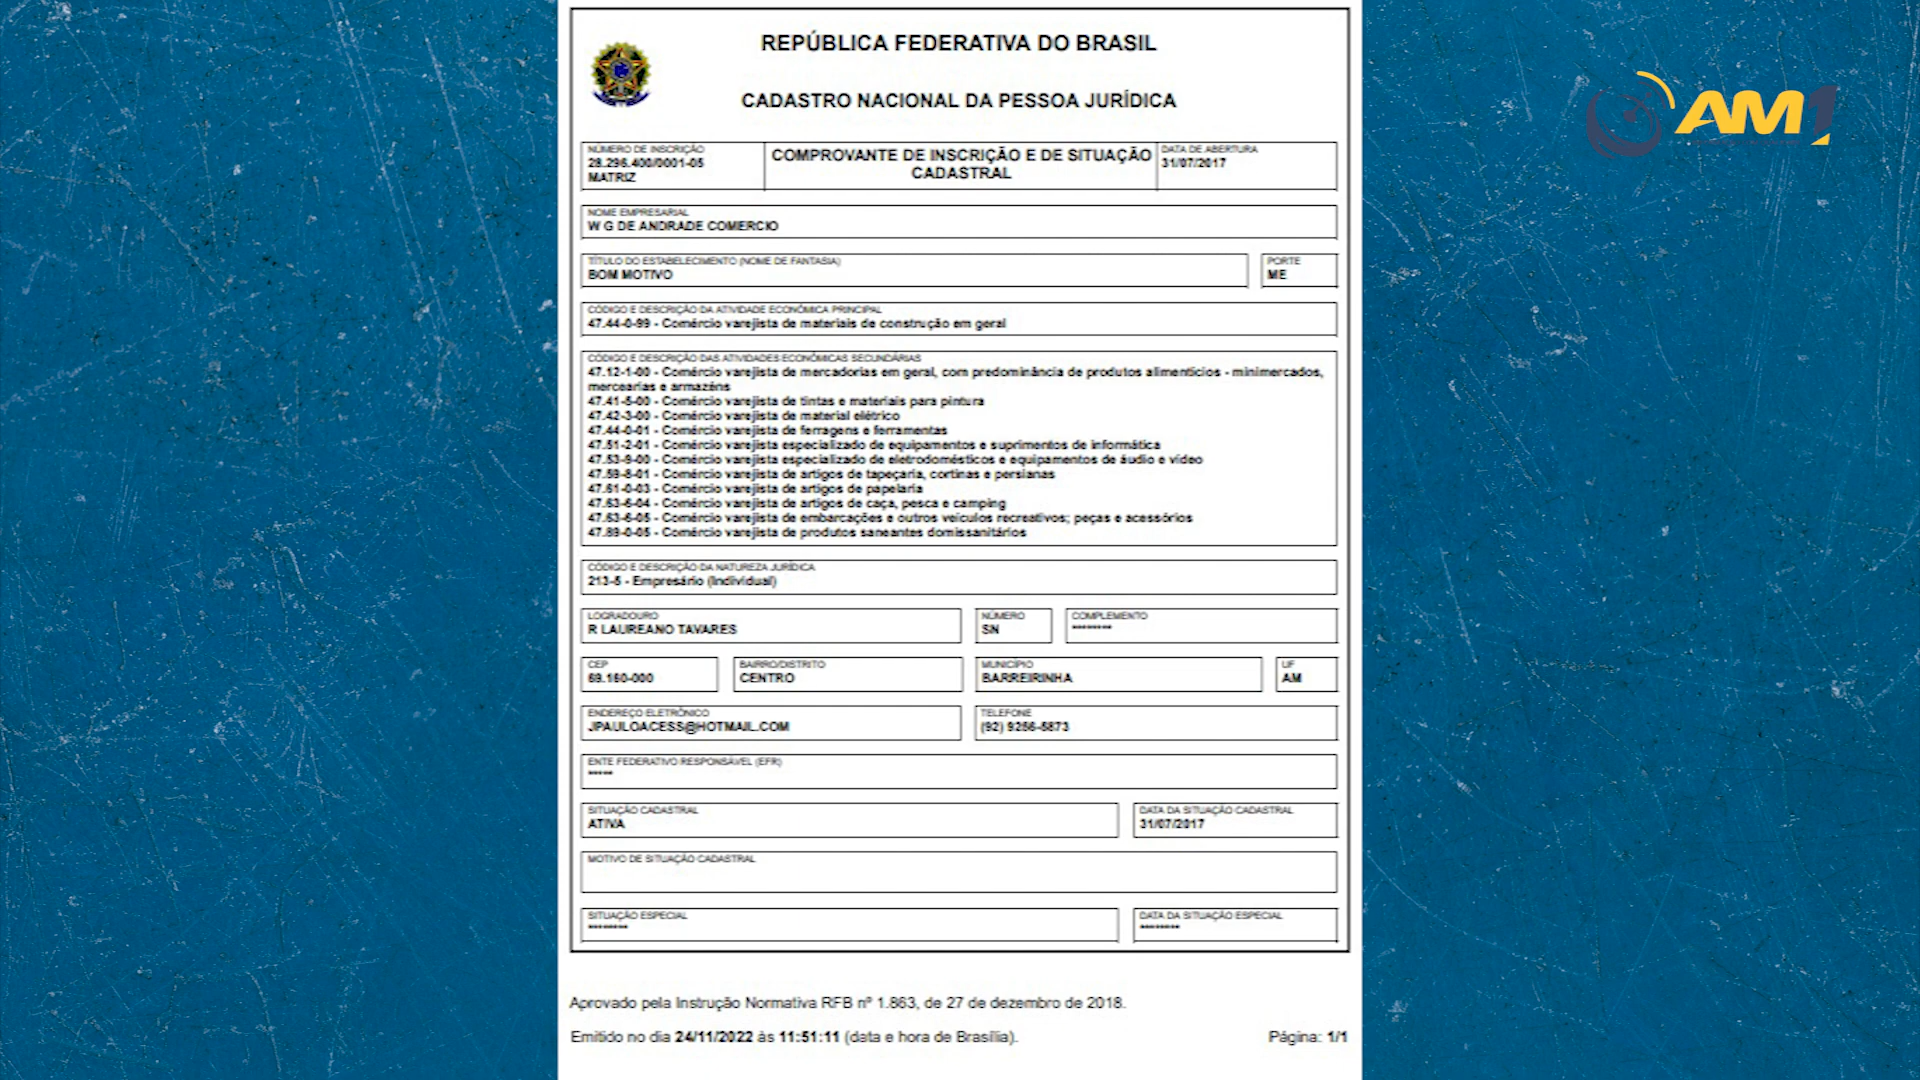 REPÚBLICA FEDERATIVA DO BRASIL
CADASTRO NACIONAL DA PESSOA JURÍDICA
AM1
NÚMERO DE INSCRIÇÃO
28.296.400/0001-05
MATRIZ
COMPROVANTE DE INSCRIÇÃO E DE SITUAÇÃO
CADASTRAL
DATA DE ABERTURA
31/07/2017
NOME EMPRESARIAL
W G DE ANDRADE COMERCIO
TÍTULO DO ESTABELECIMENTO (NOME DE FANTASIA)
BOM MOTIVO
PORTE
ME
CÓDIGO E DESCRIÇÃO DA ATIVIDADE ECONÔMICA PRINCIPAL
47.44-0-99 - Comércio varejista de materiais de construção em geral
CÓDIGO E DESCRIÇÃO DAS ATIVIDADES ECONÔMICAS SECUNDÁRIAS
47.12-1-00 - Comércio varejista de mercadorias em geral, com predominância de produtos alimentícios - minimercados,
mercearias e armazéns
47.41-5-00 - Comércio varejista de tintas e materiais para pintura
47.42-3-00 - Comércio varejista de material elétrico
47.44-0-01 - Comércio varejista de ferragens e ferramentas
47.51-2-01 - Comércio varejista especializado de equipamentos e suprimentos de informática
47.53-9-00 - Comércio varejista especializado de eletrodomésticos e equipamentos de áudio e vídeo
47.59-8-01 - Comércio varejista de artigos de tapeçaria, cortinas e persianas
47.61-0-03 - Comércio varejista de artigos de papelaria
47.63-6-04 - Comércio varejista de artigos de caça, pesca e camping
47.63-6-05 - Comércio varejista de embarcações e outros veículos recreativos; peças e acessórios
47.89-0-05 - Comércio varejista de produtos saneantes domissanitários
CÓDIGO E DESCRIÇÃO DA NATUREZA JURÍDICA
213-5 - Empresário (Individual)
LOGRADOURO
R LAUREANO TAVARES
NÚMERO
SN
COMPLEMENTO
********
CEP
69.160-000
BAIRRO/DISTRITO
CENTRO
MUNICÍPIO
BARREIRINHA
UF
AM
ENDEREÇO ELETRÔNICO
JPAULOACESS@HOTMAIL.COM
TELEFONE
(92) 9256-5873
ENTE FEDERATIVO RESPONSÁVEL (EFR)
*****
SITUAÇÃO CADASTRAL
ATIVA
DATA DA SITUAÇÃO CADASTRAL
31/07/2017
MOTIVO DE SITUAÇÃO CADASTRAL
SITUAÇÃO ESPECIAL
********
DATA DA SITUAÇÃO ESPECIAL
********
Aprovado pela Instrução Normativa RFB nº 1.863, de 27 de dezembro de 2018.
Emitido no dia 24/11/2022 às 11:51:11 (data e hora de Brasília).
Página: 1/1